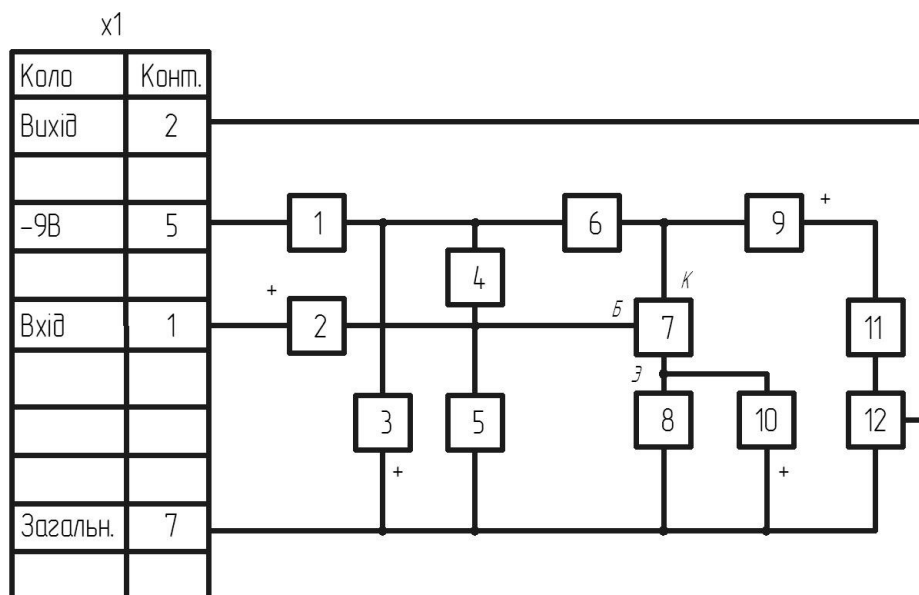 x1
Коло Конт.
Вихід 2
-9В 5 1 6 9 +
4
К
+ Б
Вхід 1 2 7 11
Э
3 5 8 10 12
+ +
Загальн. 7